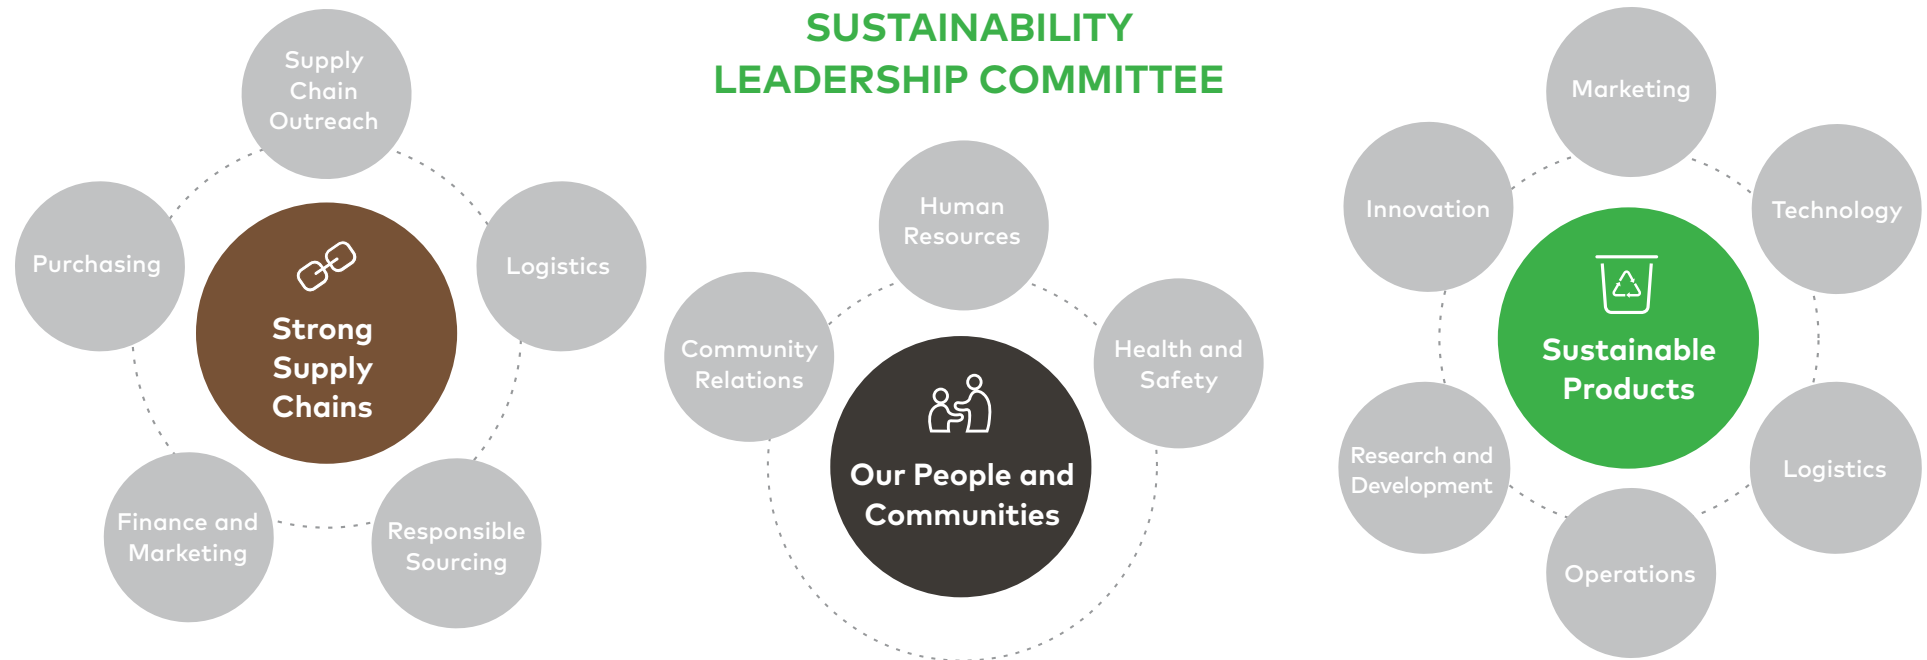 SUSTAINABILITY
LEADERSHIP COMMITTEE
Supply
Chain
Outreach
Purchasing
Logistics
Strong
Supply
Chains
Finance and
Marketing
Responsible
Sourcing
Human
Resources
Community
Relations
Health and
Safety
Our People and
Communities
Marketing
Innovation
Technology
Sustainable
Products
Research and
Development
Logistics
Operations